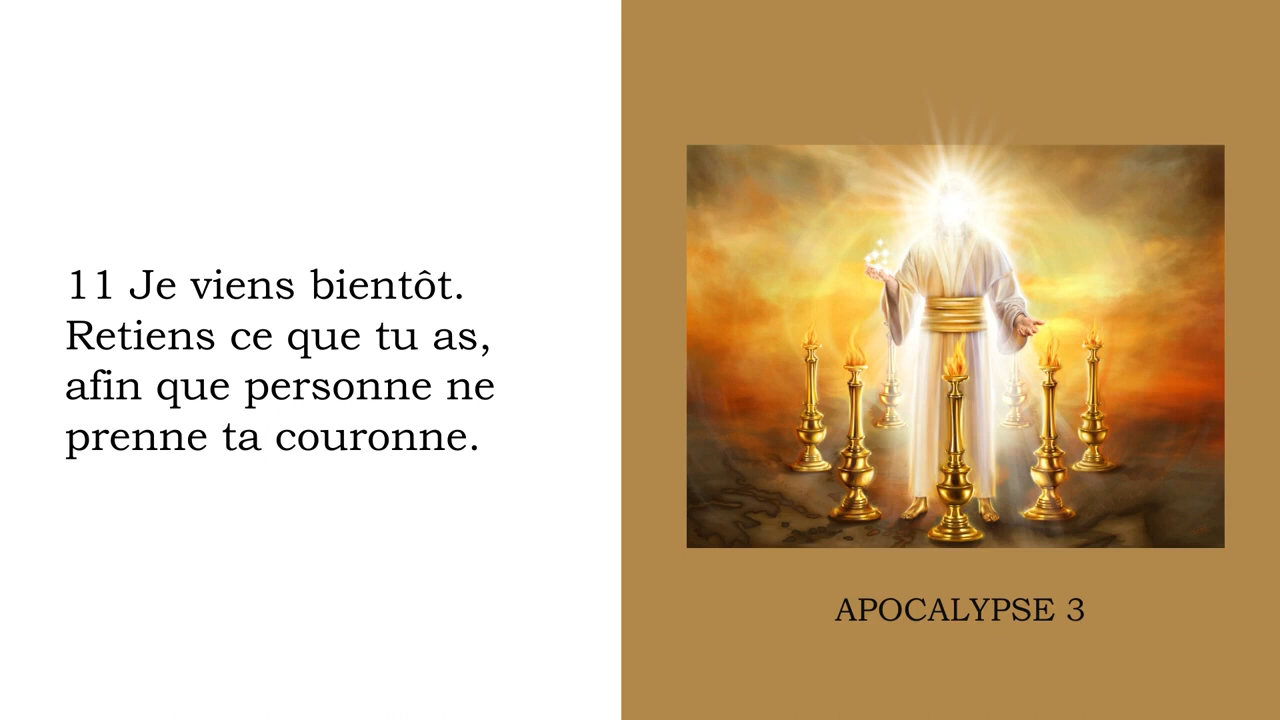 11 Je viens bientôt.
Retiens ce que tu as,
afin que personne ne
prenne ta couronne.
APOCALYPSE 3